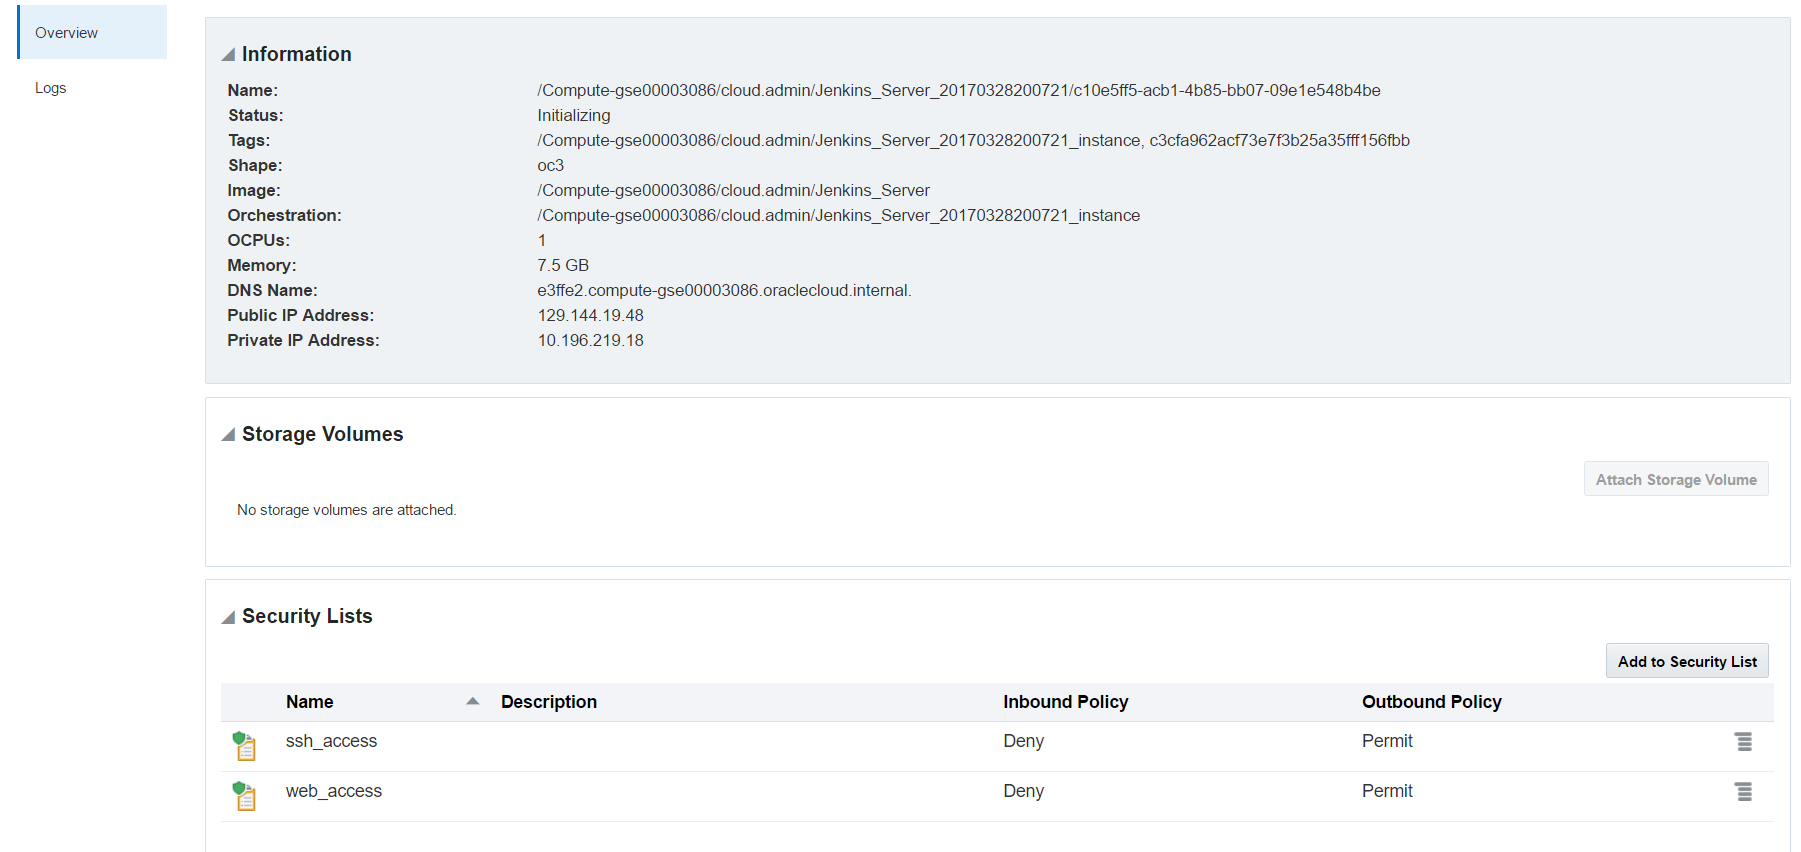 Overview
Logs
Information
Name: /Compute-gse00003086/cloud.admin/Jenkins_Server_20170328200721/c10e5ff5-acb1-4b85-bb07-09e1e548b4be
Status: Initializing
Tags: /Compute-gse00003086/cloud.admin/Jenkins_Server_20170328200721_instance, c3cfa962acf73e7f3b25a35fff156fbb
Shape: oc3
Image: /Compute-gse00003086/cloud.admin/Jenkins_Server
Orchestration: /Compute-gse00003086/cloud.admin/Jenkins_Server_20170328200721_instance
OCPUs: 1
Memory: 7.5 GB
DNS Name: e3ffe2.compute-gse00003086.oraclecloud.internal.
Public IP Address: 129.144.19.48
Private IP Address: 10.196.219.18
Storage Volumes
Attach Storage Volume
No storage volumes are attached.
Security Lists
Add to Security List
Name Description Inbound Policy Outbound Policy
ssh_access Deny Permit
web_access Deny Permit